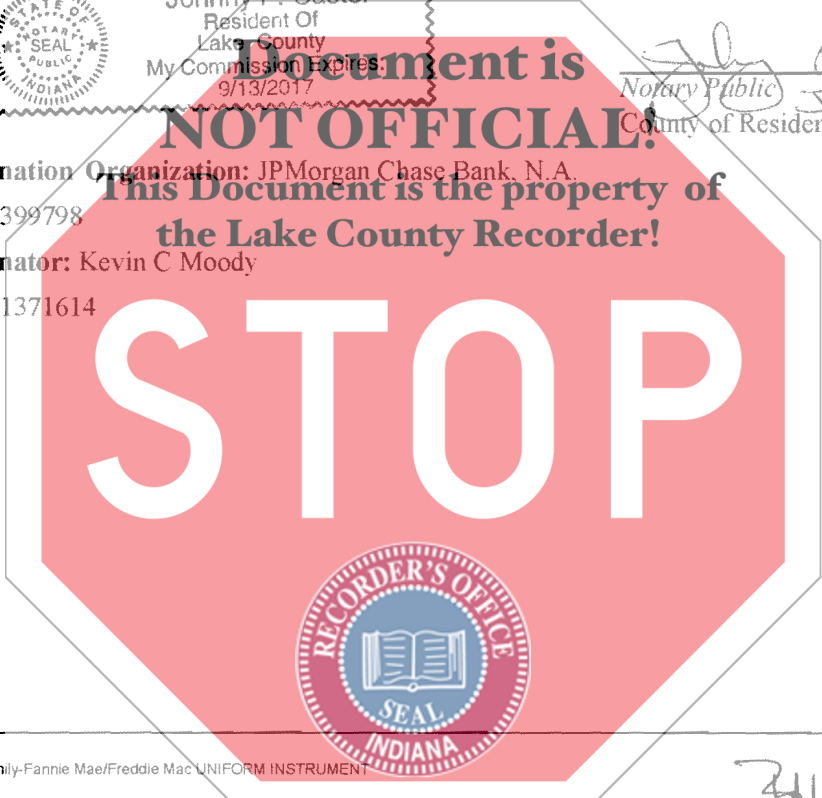 STATE OF
NOTARY
SEAL
PUBLIC
INDIANA
Resident Of
Lake County
My Commission Expires:
9/13/2017
Document is
Notary Public
NOT OFFICIAL!
County of Residen
nation Organization: JPMorgan Chase Bank, N.A.
This Document is the property of
399798
the Lake County Recorder!
nator: Kevin C Moody
1371614
STOP
RECORDER'S OFFICE
SEAL
INDIANA
nily-Fannie Mae/Freddie Mac UNIFORM INSTRUMENT